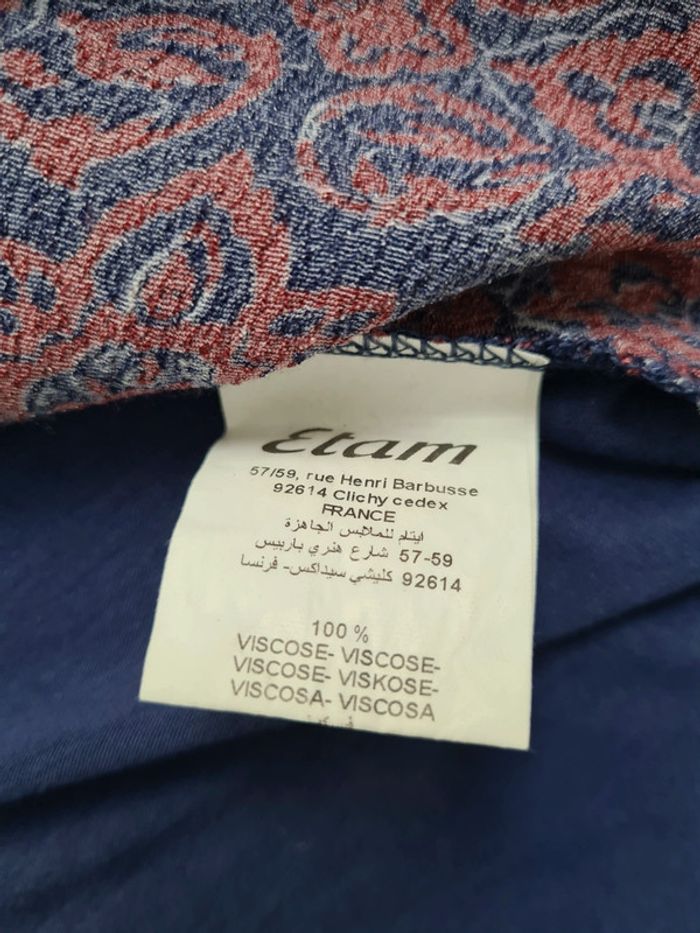 Etam
57/59, rue Henri Barbusse
92614 Clichy cedex
FRANCE
ايتام للملابس الجاهزة
57-59 شارع هنري باربيس
92614 كليشي سيداكس- فرنسا
100 %
VISCOSE- VISCOSE-
VISCOSE- VISKOSE-
VISCOSA- VISCOSA